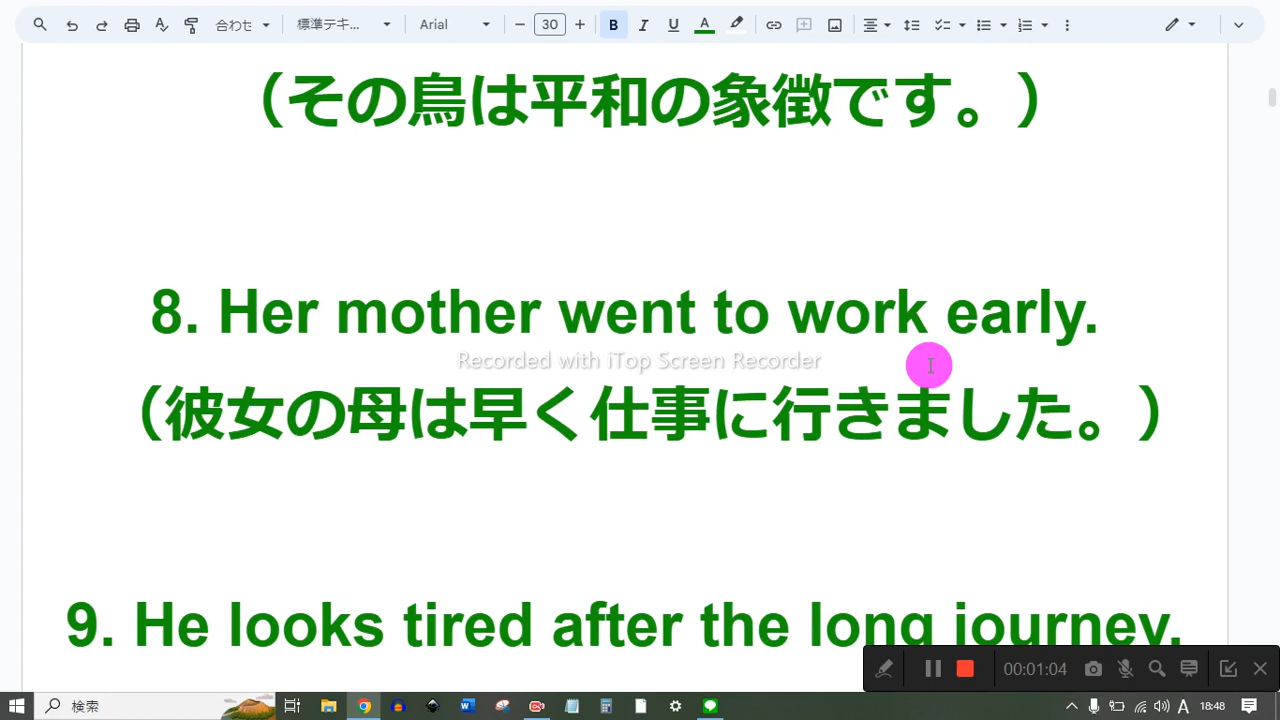 合わせ 標準テキ... Arial 30 B I U A
（その鳥は平和の象徴です。）
8. Her mother went to work early.
Recorded with iTop Screen Recorder
（彼女の母は早く仕事に行きました。）
9. He looks tired after the long journey.
00:01:04
検索 A 18:48